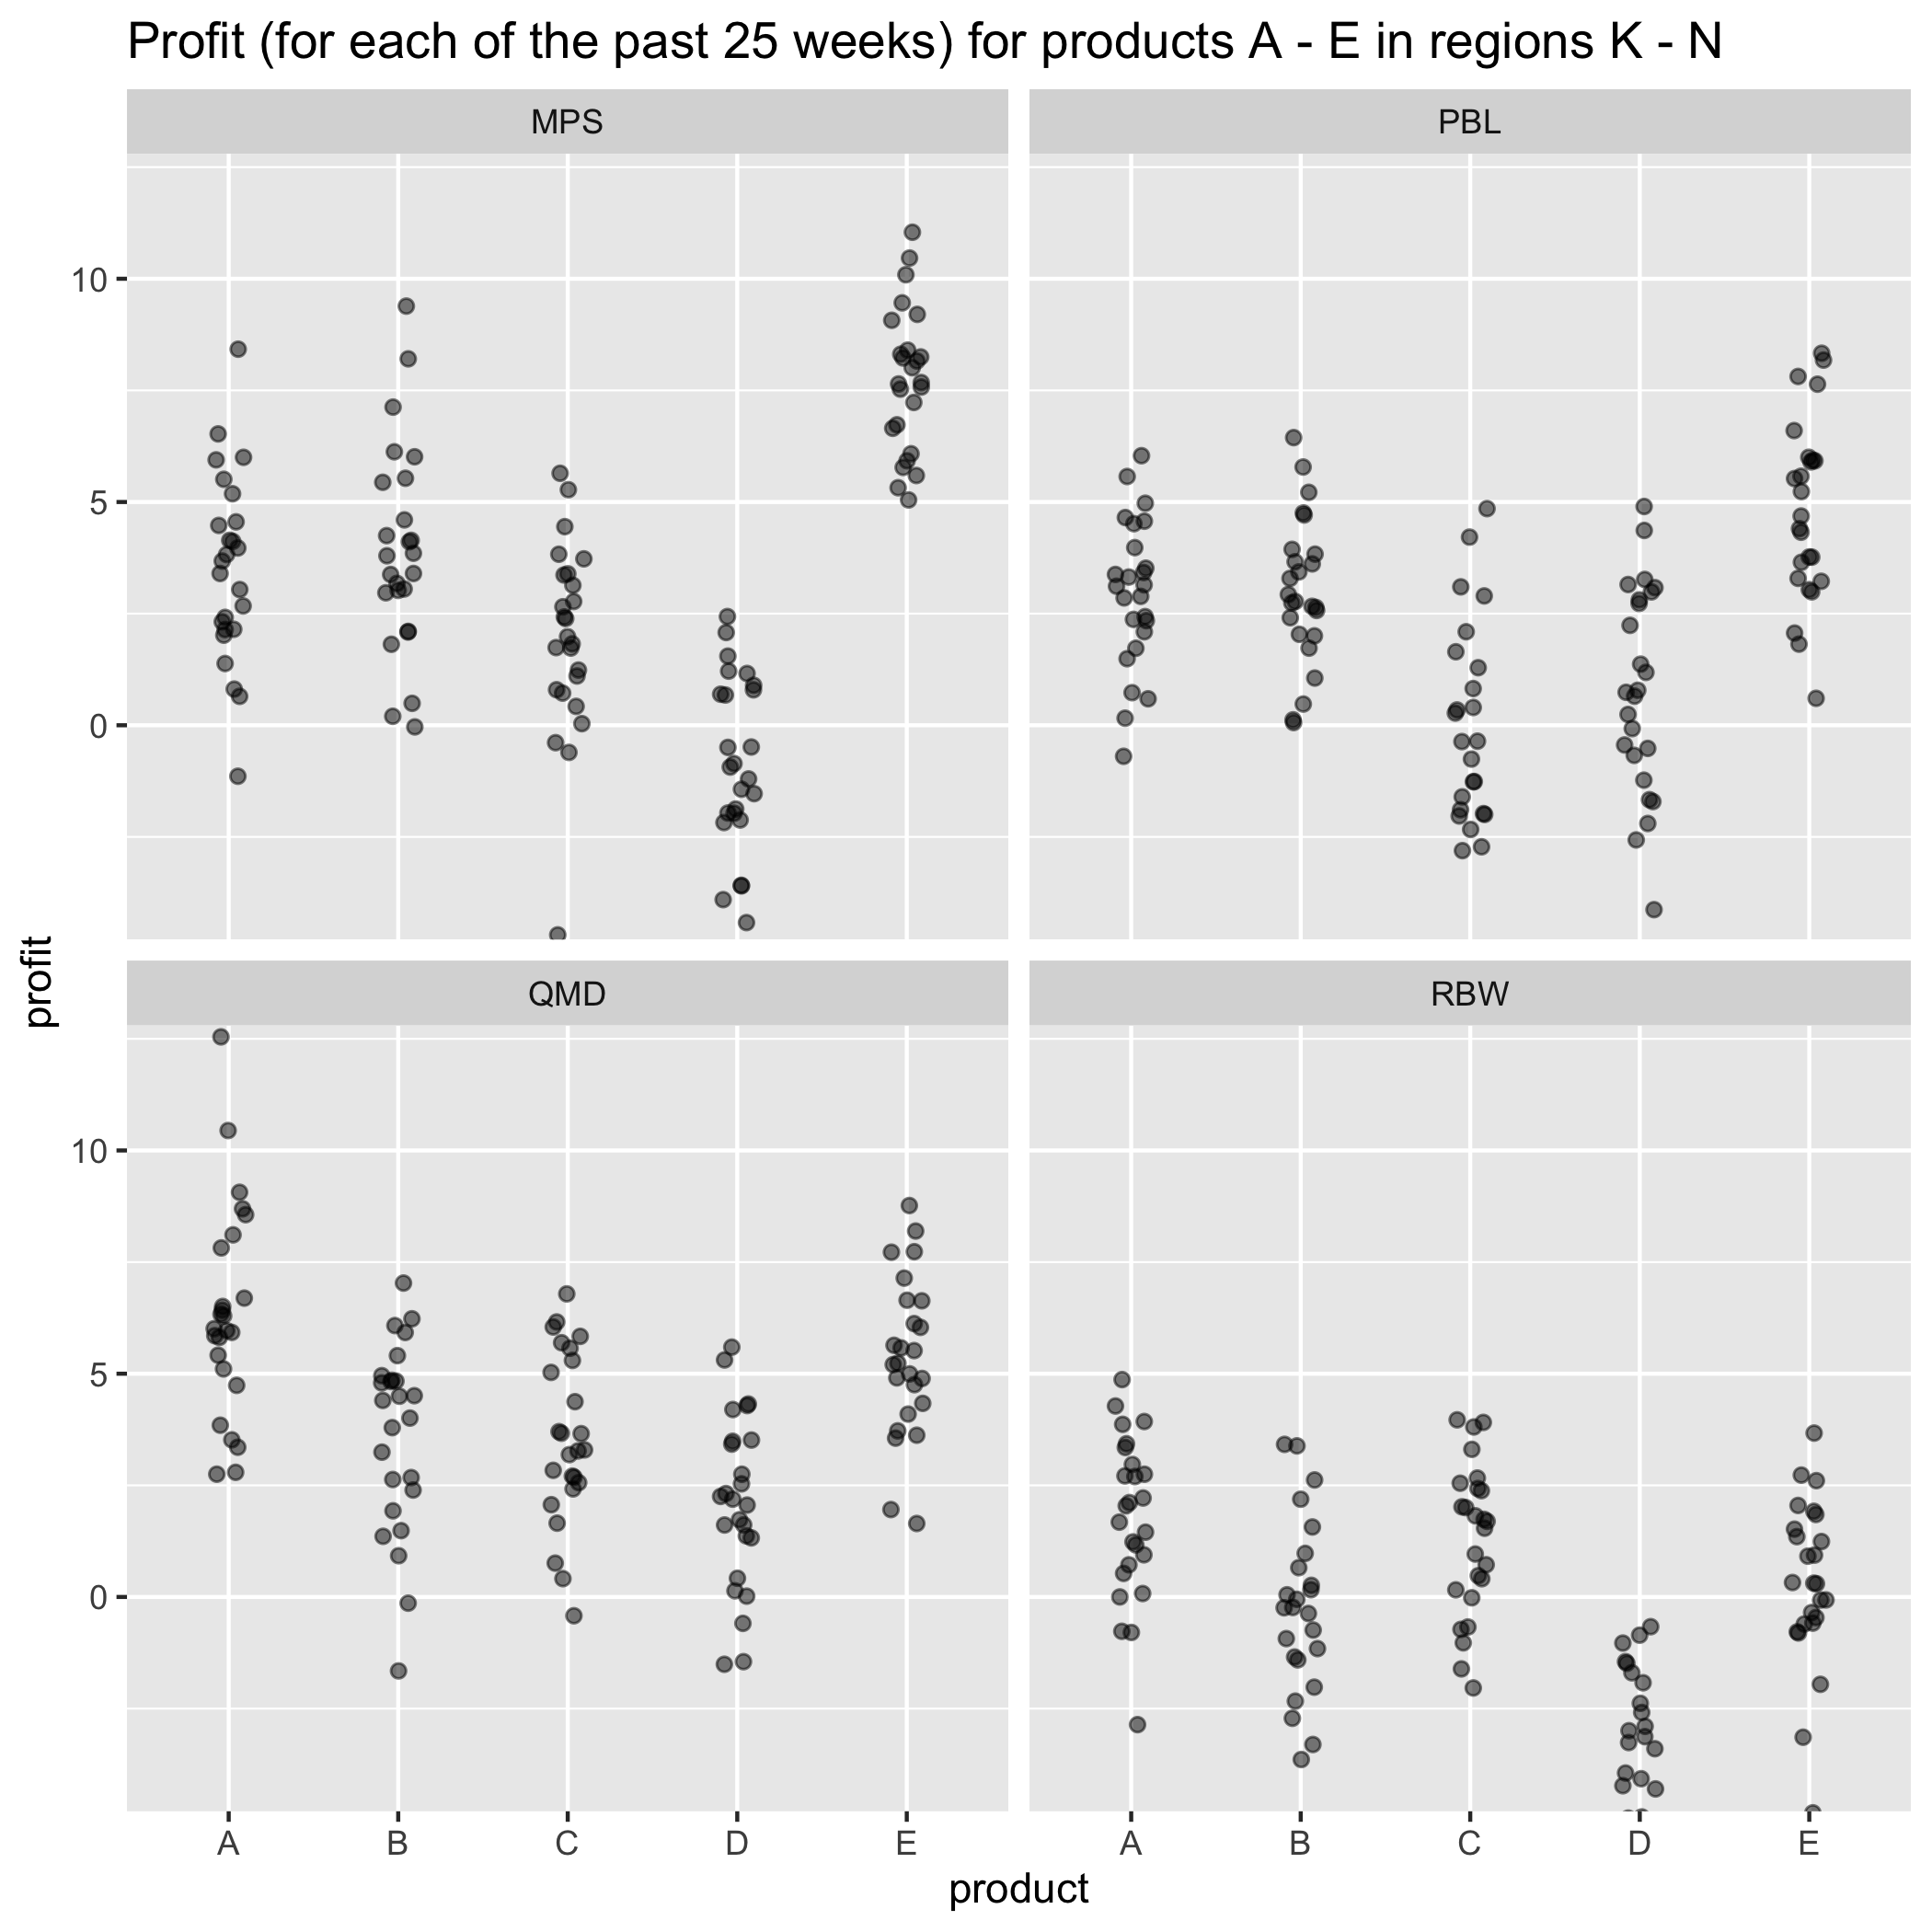 Profit (for each of the past 25 weeks) for products A - E in regions K - N
MPS
PBL
10
5
0
profit
QMD
RBW
10
5
0
A B C D E A B C D E
product